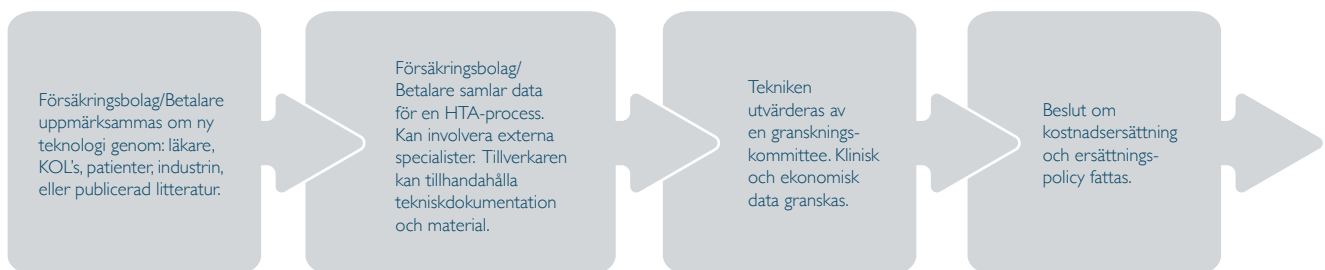 Försäkringsbolag/Betalare
uppmärksammas om ny
teknologi genom: läkare,
KOL's, patienter, industrin,
eller publicerad litteratur.
Försäkringsbolag/
Betalare samlar data
för en HTA-process.
Kan involvera externa
specialister. Tillverkaren
kan tillhandahålla
tekniskdokumentation
och material.
Tekniken
utvärderas av
en gransknings-
kommittee. Klinisk
och ekonomisk
data granskas.
Beslut om
kostnadsersättning
och ersättnings-
policy fattas.